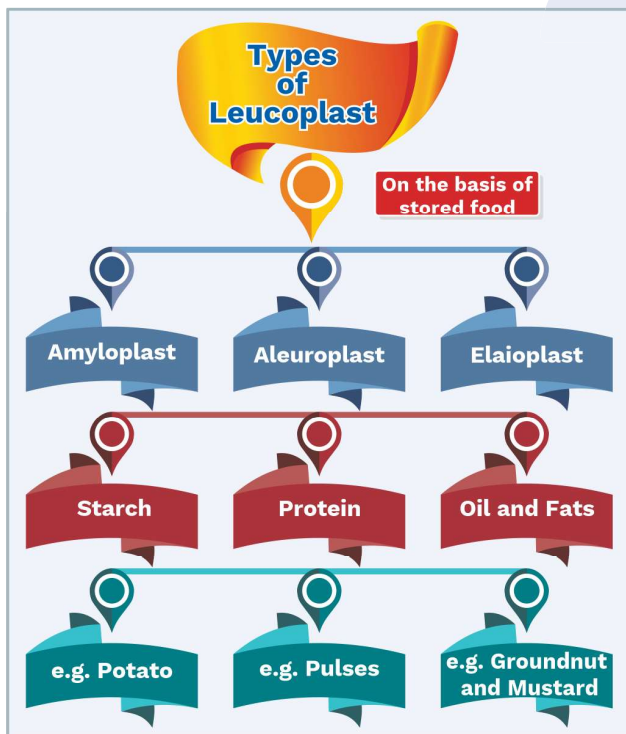 Types
of
Leucoplast
On the basis of
stored food
Amyloplast
Aleuroplast
Elaioplast
Starch
Protein
Oil and Fats
e.g. Potato
e.g. Pulses
e.g. Groundnut
and Mustard